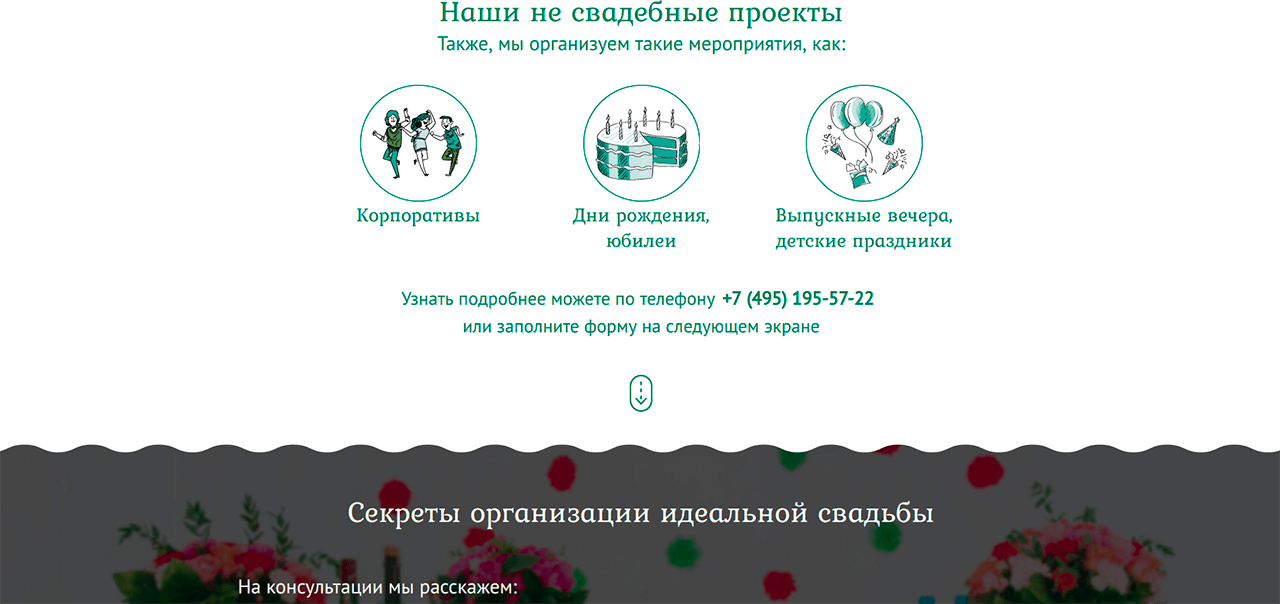 Наши не свадебные проекты
Также, мы организуем такие мероприятия, как:
Корпоративы
Дни рождения,
юбилеи
Выпускные вечера,
детские праздники
Узнать подробнее можете по телефону +7 (495) 195-57-22
или заполните форму на следующем экране
Секреты организации идеальной свадьбы
На консультации мы расскажем: